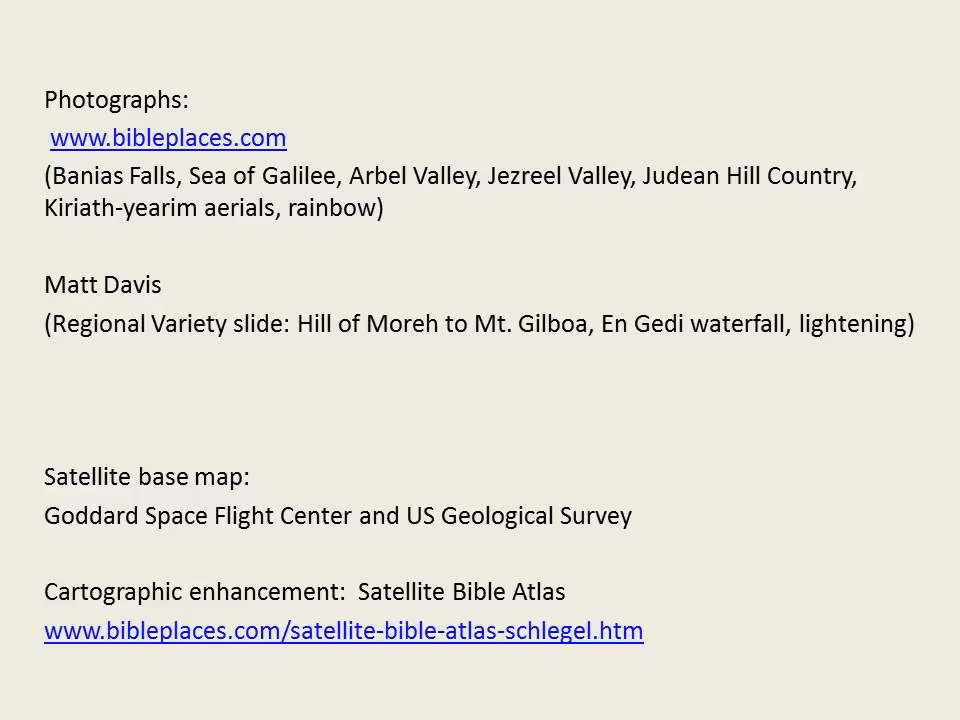 Photographs:
www.bibleplaces.com
(Banias Falls, Sea of Galilee, Arbel Valley, Jezreel Valley, Judean Hill Country,
Kiriath-yearim aerials, rainbow)
Matt Davis
(Regional Variety slide: Hill of Moreh to Mt. Gilboa, En Gedi waterfall, lightening)
Satellite base map:
Goddard Space Flight Center and US Geological Survey
Cartographic enhancement:  Satellite Bible Atlas
www.bibleplaces.com/satellite-bible-atlas-schlegel.htm